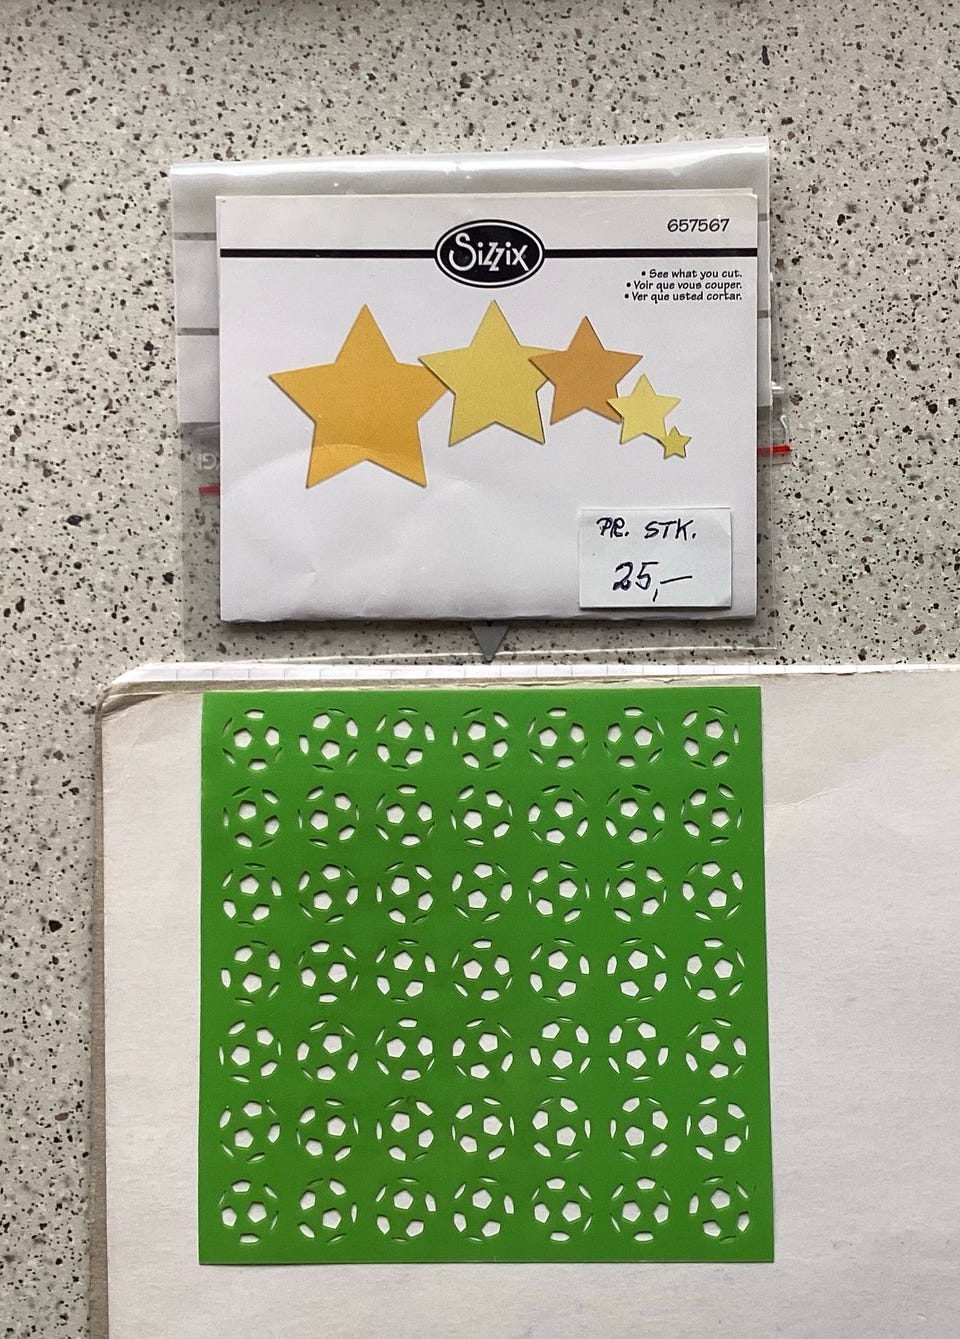 657567
Sizzix
• See what you cut.
• Voir que vous couper.
• Ver que usted cortar.
PR. STK.
25,—